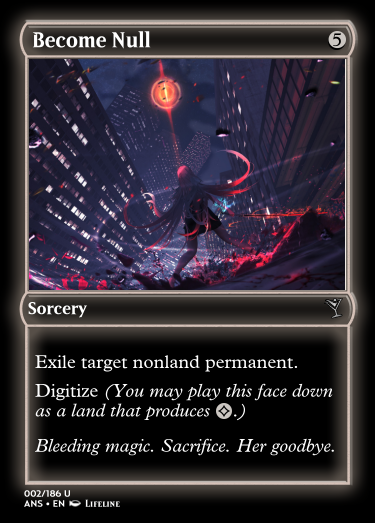 Become Null 5
Sorcery
Exile target nonland permanent.
Digitize (You may play this face down
as a land that produces .)
Bleeding magic. Sacrifice. Her goodbye.
002/186 U
ANS • EN Lifeline